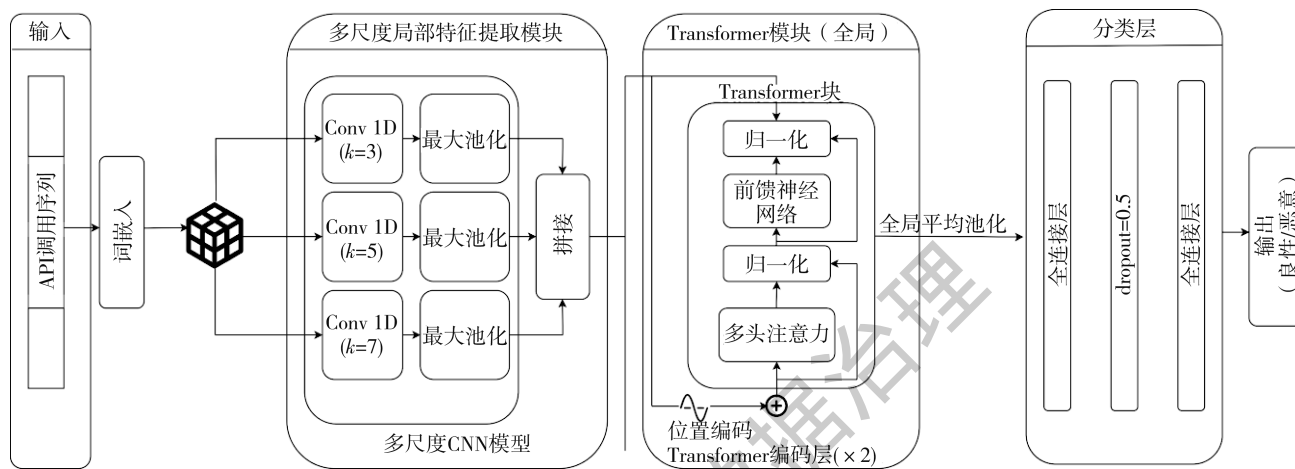 输入
API调用序列
词嵌入
多尺度局部特征提取模块
Conv 1D
(k=3)
最大池化
Conv 1D
(k=5)
最大池化
Conv 1D
(k=7)
最大池化
拼接
多尺度CNN模型
Transformer模块（全局）
Transformer块
归一化
前馈神经
网络
归一化
多头注意力
位置编码
Transformer编码层(×2)
全局平均池化
分类层
全连接层
dropout=0.5
全连接层
输出
（良性/恶意）
据治理